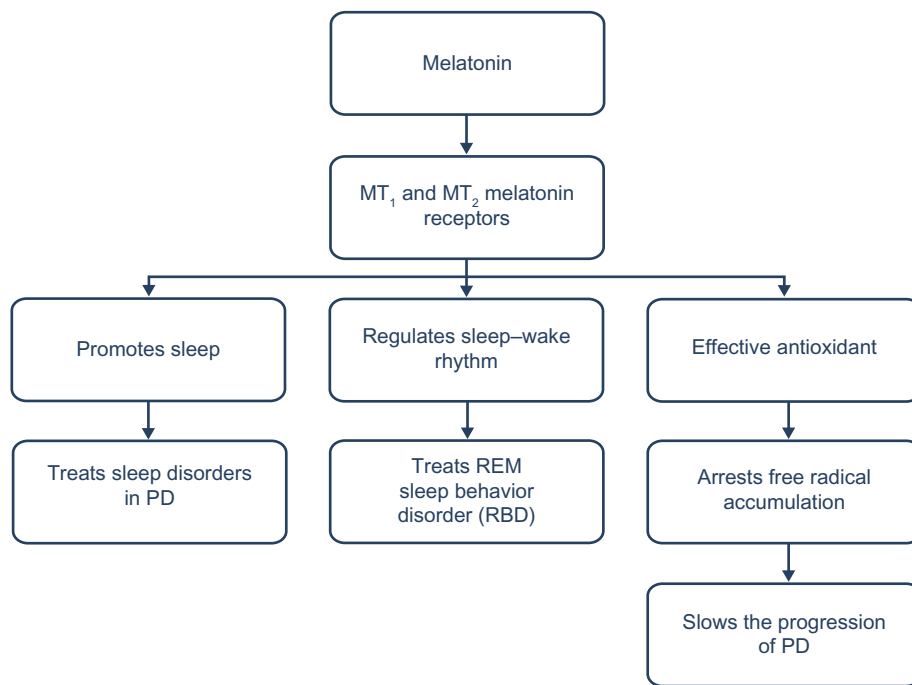 Melatonin
MT₁ and MT₂ melatonin
receptors
Promotes sleep
Regulates sleep–wake
rhythm
Effective antioxidant
Treats sleep disorders
in PD
Treats REM
sleep behavior
disorder (RBD)
Arrests free radical
accumulation
Slows the progression
of PD